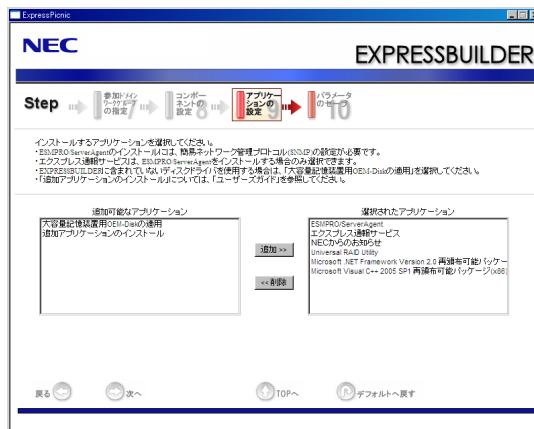 ExpressPicnic
NEC
EXPRESSBUILDER
Step
参加ドメイン
ワークグループ
の指定 7
コンポー
ネントの
設定 8
アプリケー
ションの
設定 9
パラメータ
のセーブ
10
インストールするアプリケーションを選択してください。
・ESMPRO/ServerAgentのインストールには、簡易ネットワーク管理プロトコル(SNMP)の設定が必要です。
・エクスプレス通報サービスは、ESMPRO/ServerAgentをインストールする場合のみ選択できます。
・EXPRESSBUILDERに含まれていないディスクドライバを使用する場合は、「大容量記憶装置用OEM-Diskの適用」を選択してください。
・「追加アプリケーションのインストール」については、「ユーザーズガイド」を参照してください。
追加可能なアプリケーション
大容量記憶装置用OEM-Diskの適用
追加アプリケーションのインストール
追加 >>
<< 削除
選択されたアプリケーション
ESMPRO/ServerAgent
エクスプレス通報サービス
NECからのお知らせ
Universal RAID Utility
Microsoft .NET Framework Version 2.0 再頒布可能パッケー
Microsoft Visual C++ 2005 SP1 再頒布可能パッケージ(x86)
戻る
次へ
TOPへ
デフォルトへ戻す